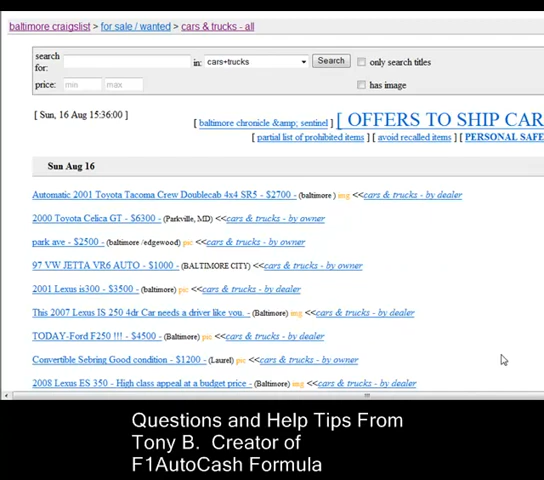 baltimore craigslist > for sale / wanted > cars & trucks - all
search for: in: cars+trucks Search only search titles
price: min max has image
[ Sun, 16 Aug 15:36:00 ]
[ baltimore chronicle &amp; sentinel ] [ OFFERS TO SHIP CAR
[ partial list of prohibited items ] [ avoid recalled items ] [ PERSONAL SAFE
Sun Aug 16
Automatic 2001 Toyota Tacoma Crew Doublecab 4x4 SR5 - $2700 - (baltimore ) img <<cars & trucks - by dealer
2000 Toyota Celica GT - $6300 - (Parkville, MD) <<cars & trucks - by owner
park ave - $2500 - (baltimore /edgewood) pic <<cars & trucks - by owner
97 VW JETTA VR6 AUTO - $1000 - (BALTIMORE CITY) <<cars & trucks - by owner
2001 Lexus is300 - $3500 - (baltimore) pic <<cars & trucks - by dealer
This 2007 Lexus IS 250 4dr Car needs a driver like you. - (Baltimore) img <<cars & trucks - by dealer
TODAY-Ford F250 !!! - $4500 - (Baltimore) pic <<cars & trucks - by dealer
Convertible Sebring Good condition - $1200 - (Laurel) pic <<cars & trucks - by owner
2008 Lexus ES 350 - High class appeal at a budget price - (Baltimore) img <<cars & trucks - by dealer
Questions and Help Tips From
Tony B. Creator of
F1AutoCash Formula